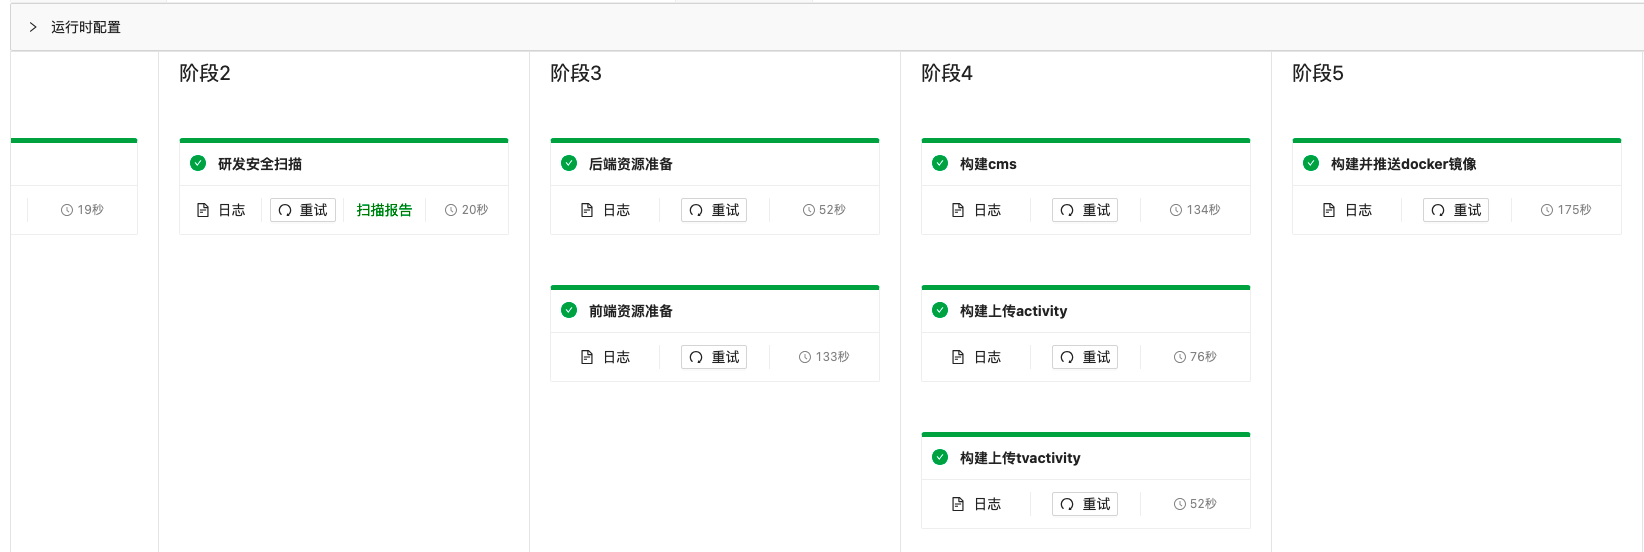 运行时配置
19秒
阶段2
研发安全扫描
日志 重试 扫描报告 20秒
阶段3
后端资源准备
日志 重试 52秒
前端资源准备
日志 重试 133秒
阶段4
构建cms
日志 重试 134秒
构建上传activity
日志 重试 76秒
构建上传tvactivity
日志 重试 52秒
阶段5
构建并推送docker镜像
日志 重试 175秒